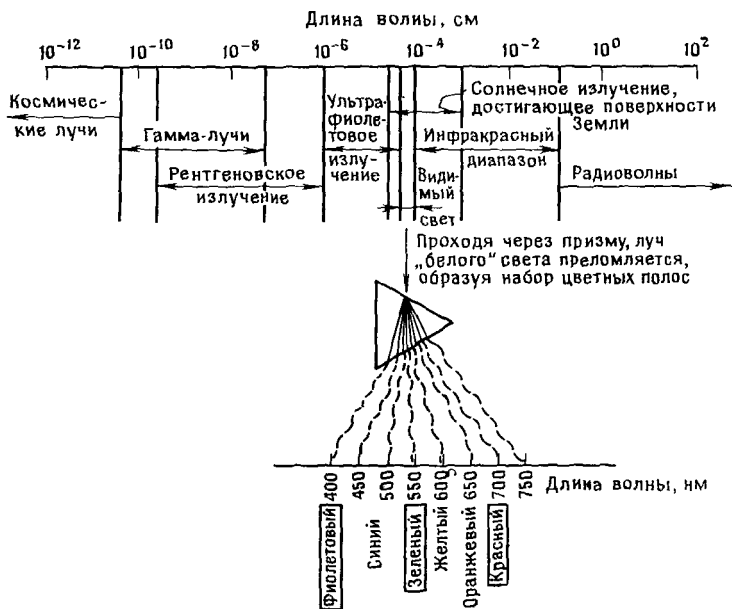 Длина волны, см
10⁻¹² 10⁻¹⁰ 10⁻⁸ 10⁻⁶ 10⁻⁴ 10⁻² 10⁰ 10²
Космичес-
кие лучи
Гамма-лучи
Рентгеновское
излучение
Ультра-
фиоле-
товое
излу-
чение
Види-
мый
свет
Солнечное излучение,
достигающее поверхности
Земли
Инфракрасный
диапазон
Радиоволны
Проходя через призму, луч
„белого" света преломляется,
образуя набор цветных полос
400 450 500 550 600 650 700 750
Длина волны, нм
Фиолетовый
Синий
Зеленый
Желтый
Оранжевый
Красный